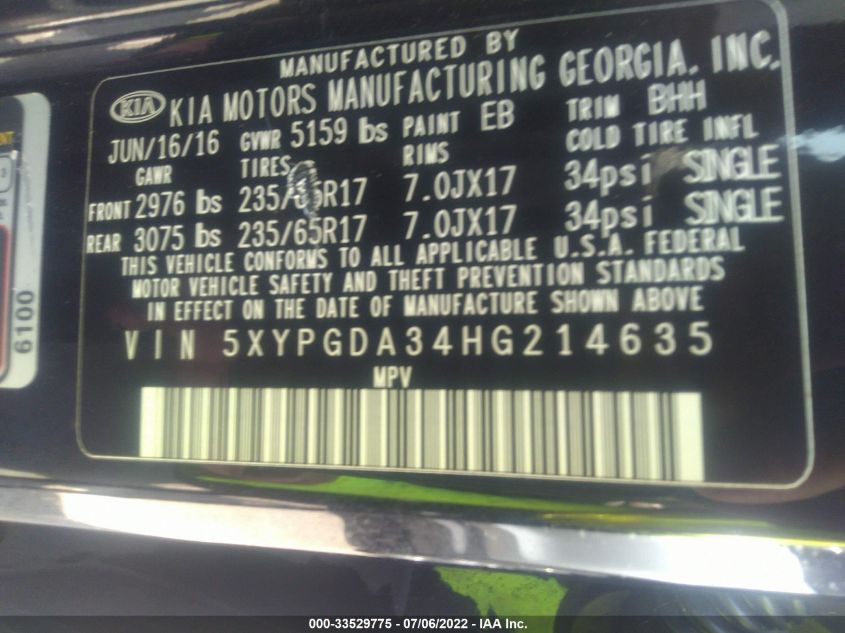 MANUFACTURED BY
KIA KIA MOTORS MANUFACTURING GEORGIA, INC.
JUN/16/16 GVWR 5159 lbs PAINT EB TRIM BHH
GAWR TIRES RIMS COLD TIRE INFL
FRONT 2976 lbs 235/65R17 7.0JX17 34psi SINGLE
REAR 3075 lbs 235/65R17 7.0JX17 34psi SINGLE
THIS VEHICLE CONFORMS TO ALL APPLICABLE U.S.A. FEDERAL
MOTOR VEHICLE SAFETY AND THEFT PREVENTION STANDARDS
IN EFFECT ON THE DATE OF MANUFACTURE SHOWN ABOVE
VIN 5XYPGDA34HG214635
MPV
6100
000-33529775 - 07/06/2022 - IAA, Inc.